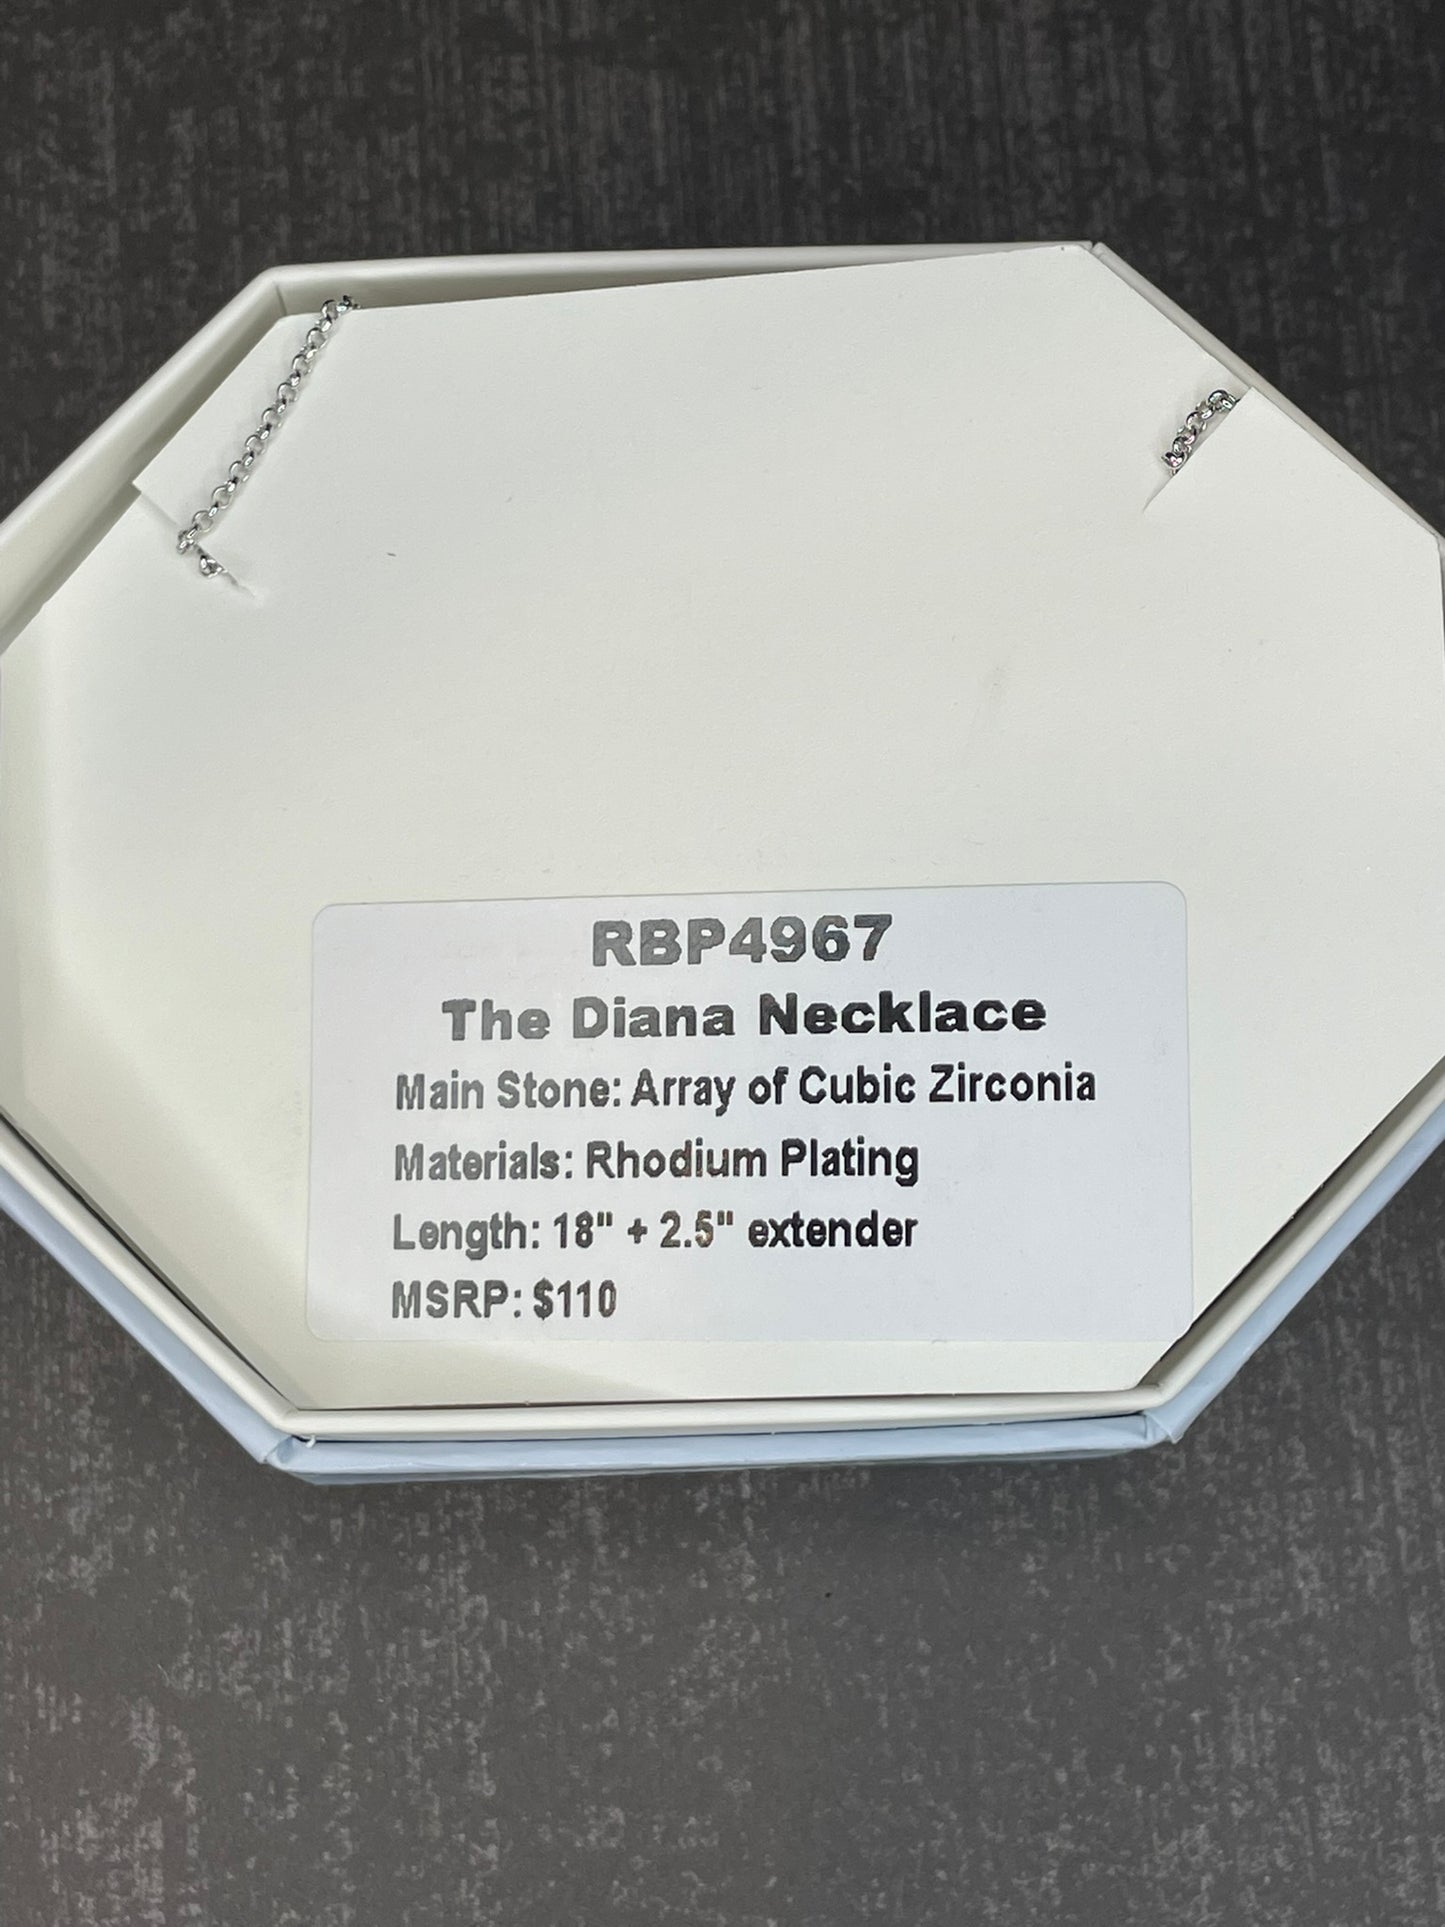 RBP4967
The Diana Necklace
Main Stone: Array of Cubic Zirconia
Materials: Rhodium Plating
Length: 18" + 2.5" extender
MSRP: $110